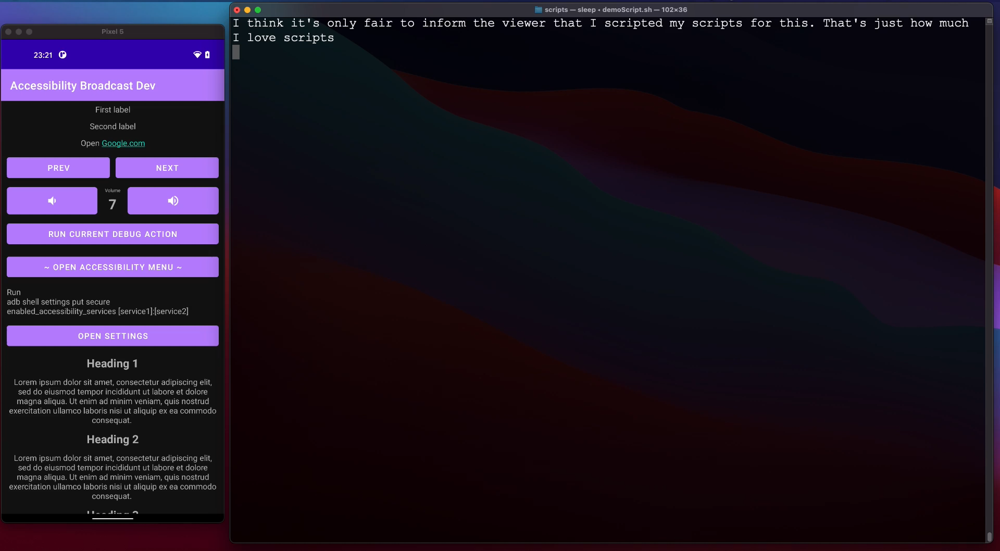 scripts — sleep ◂ demoScript.sh — 102×36
I think it's only fair to inform the viewer that I scripted my scripts for this. That's just how much
I love scripts
Pixel 5
23:21
Accessibility Broadcast Dev
First label
Second label
Open Google.com
PREV NEXT
Volume
7
RUN CURRENT DEBUG ACTION
~ OPEN ACCESSIBILITY MENU ~
Run
adb shell settings put secure
enabled_accessibility_services [service1]:[service2]
OPEN SETTINGS
Heading 1
Lorem ipsum dolor sit amet, consectetur adipiscing elit,
sed do eiusmod tempor incididunt ut labore et dolore
magna aliqua. Ut enim ad minim veniam, quis nostrud
exercitation ullamco laboris nisi ut aliquip ex ea commodo
consequat.
Heading 2
Lorem ipsum dolor sit amet, consectetur adipiscing elit,
sed do eiusmod tempor incididunt ut labore et dolore
magna aliqua. Ut enim ad minim veniam, quis nostrud
exercitation ullamco laboris nisi ut aliquip ex ea commodo
consequat.